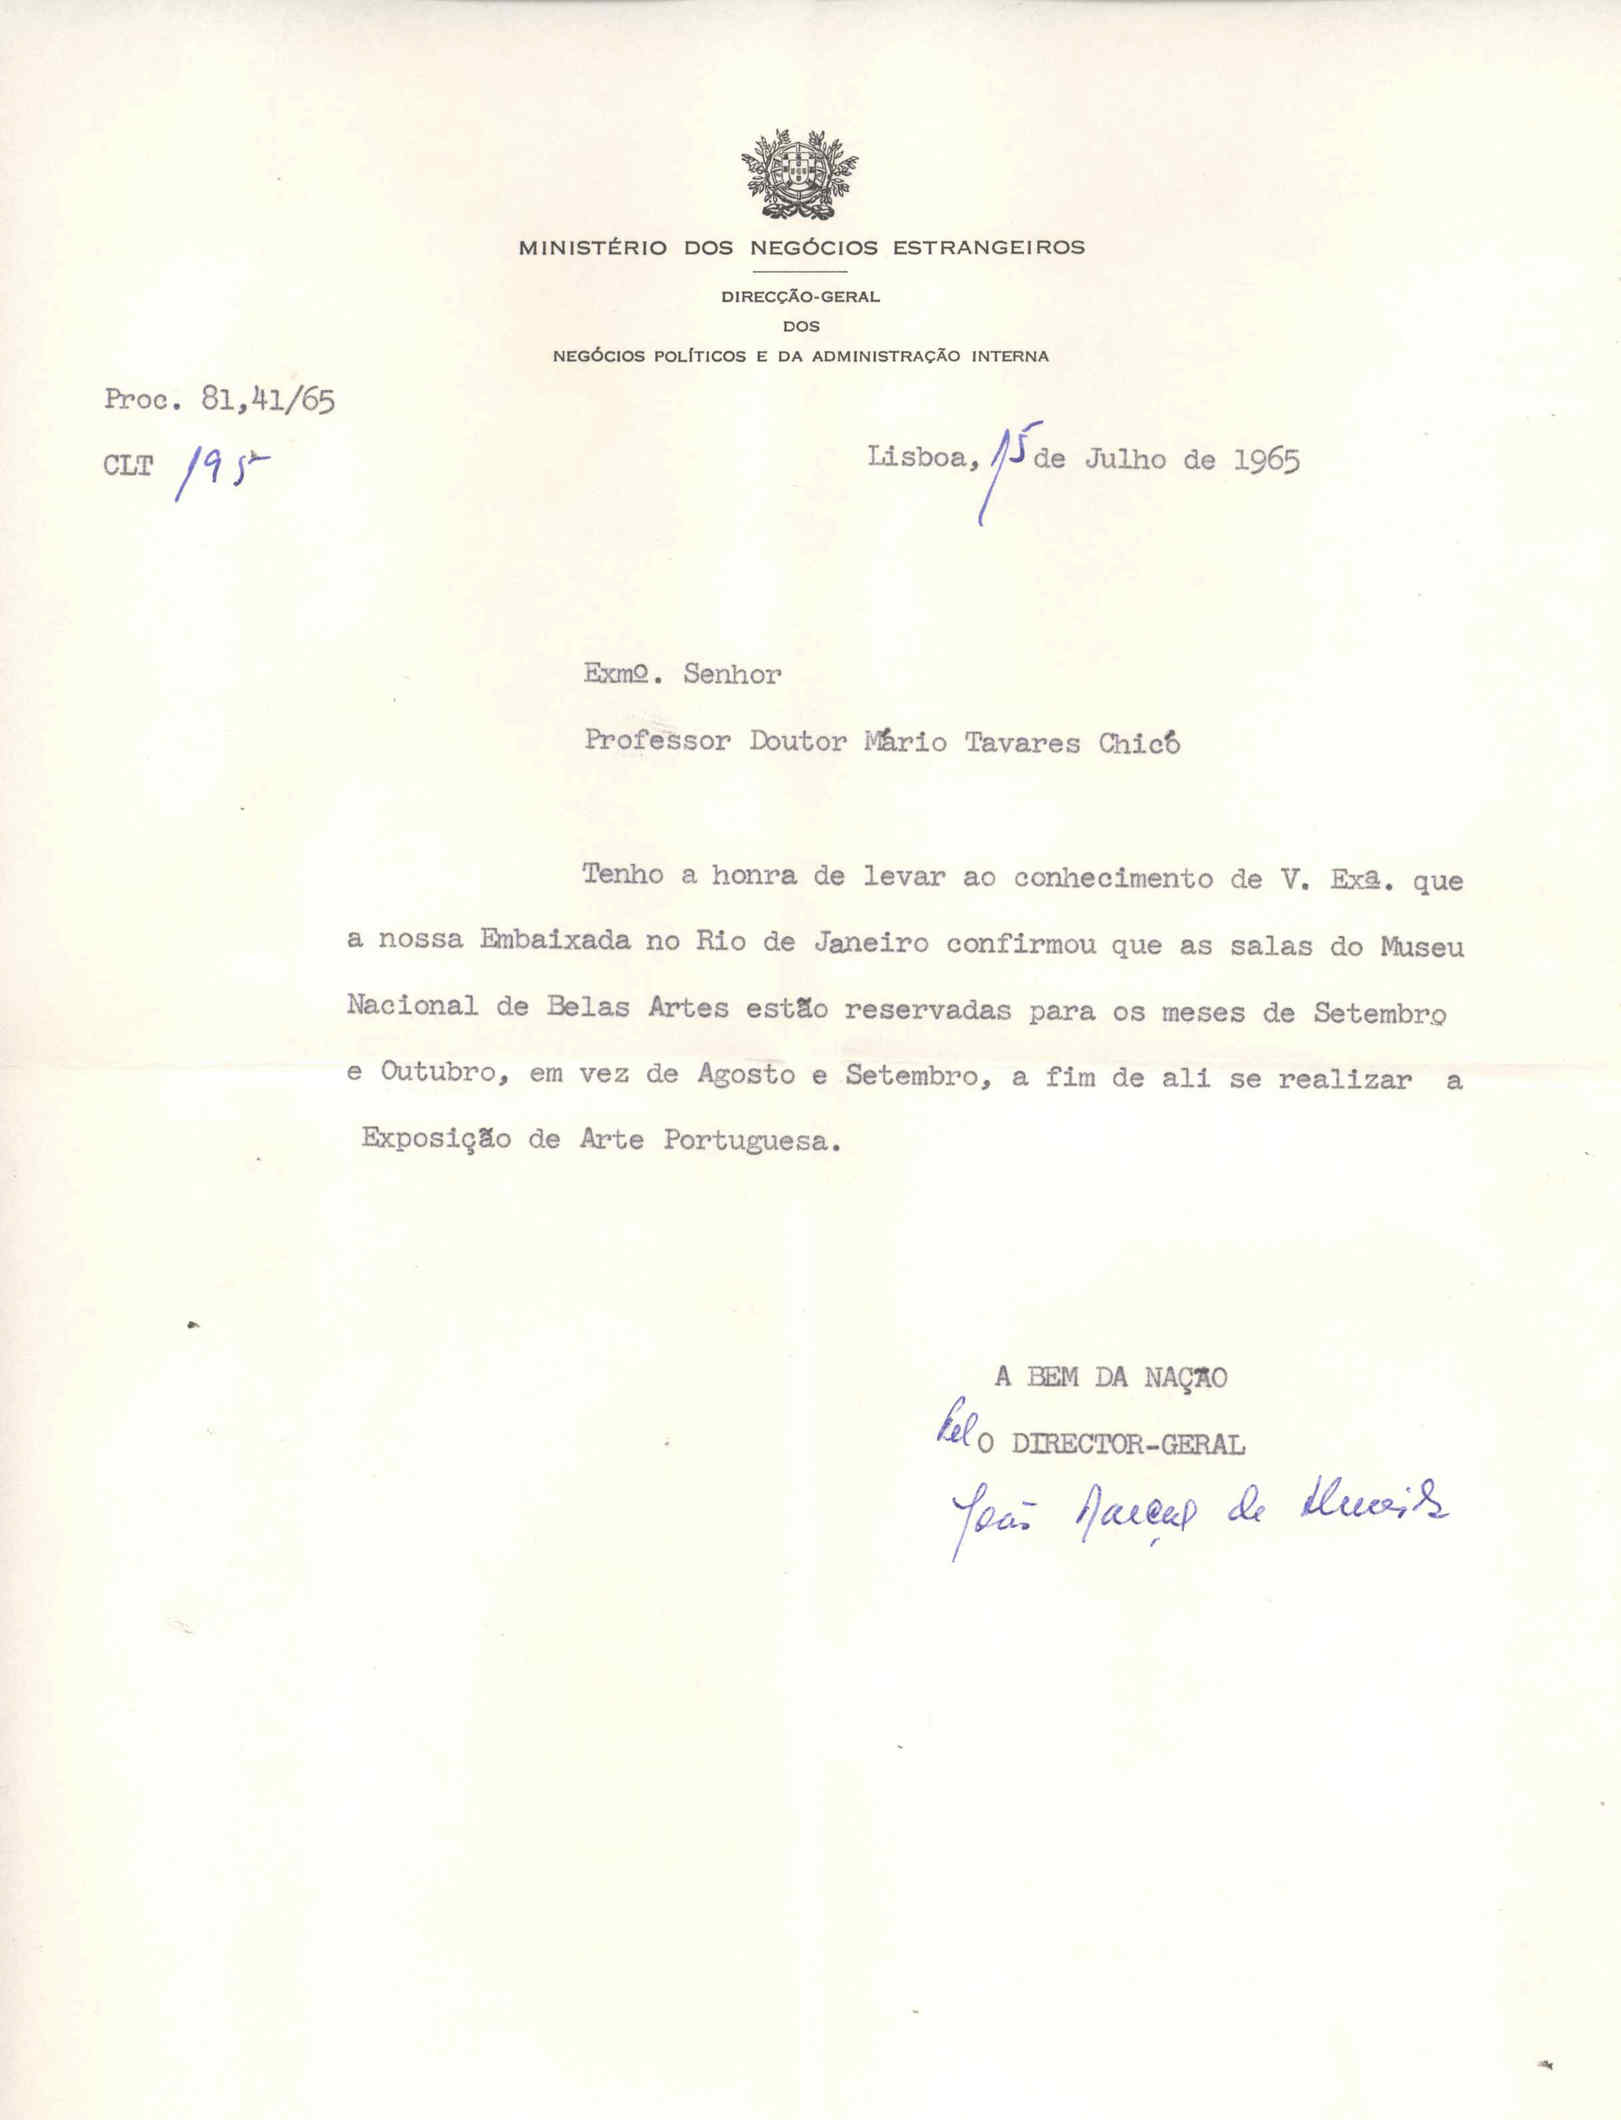 MINISTÉRIO DOS NEGÓCIOS ESTRANGEIROS
DIRECÇÃO-GERAL
DOS
NEGÓCIOS POLÍTICOS E DA ADMINISTRAÇÃO INTERNA
Proc. 81,41/65
CLT 195
Lisboa, 15 de Julho de 1965
Exmº. Senhor
Professor Doutor Mário Tavares Chicó
Tenho a honra de levar ao conhecimento de V. Exª. que
a nossa Embaixada no Rio de Janeiro confirmou que as salas do Museu
Nacional de Belas Artes estão reservadas para os meses de Setembro
e Outubro, em vez de Agosto e Setembro, a fim de ali se realizar a
Exposição de Arte Portuguesa.
A BEM DA NAÇÃO
Pel O DIRECTOR-GERAL
João de Almeida